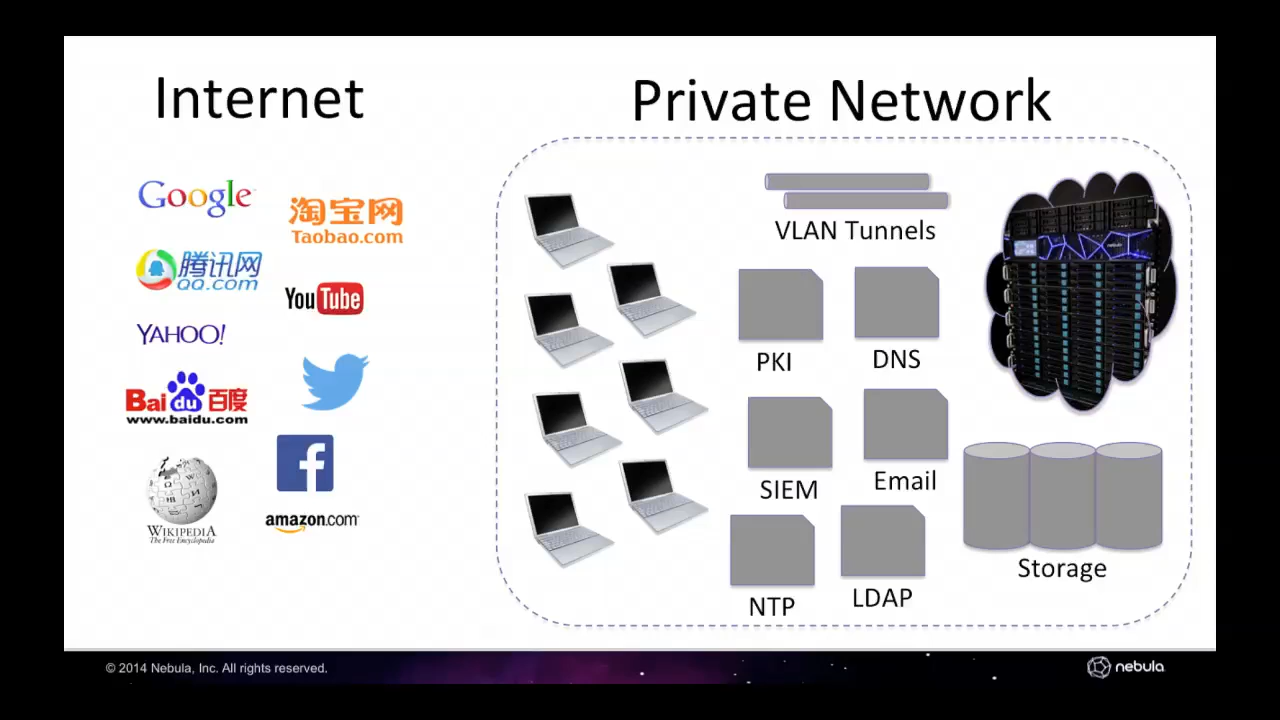 Internet
Private Network
Google
淘宝网
Taobao.com
腾讯网
QQ.com
YouTube
YAHOO!
Bai du 百度
www.baidu.com
f
WIKIPEDIA
The Free Encyclopedia
amazon.com
VLAN Tunnels
nebula
PKI
DNS
SIEM
Email
NTP
LDAP
Storage
© 2014 Nebula, Inc. All rights reserved.
nebula